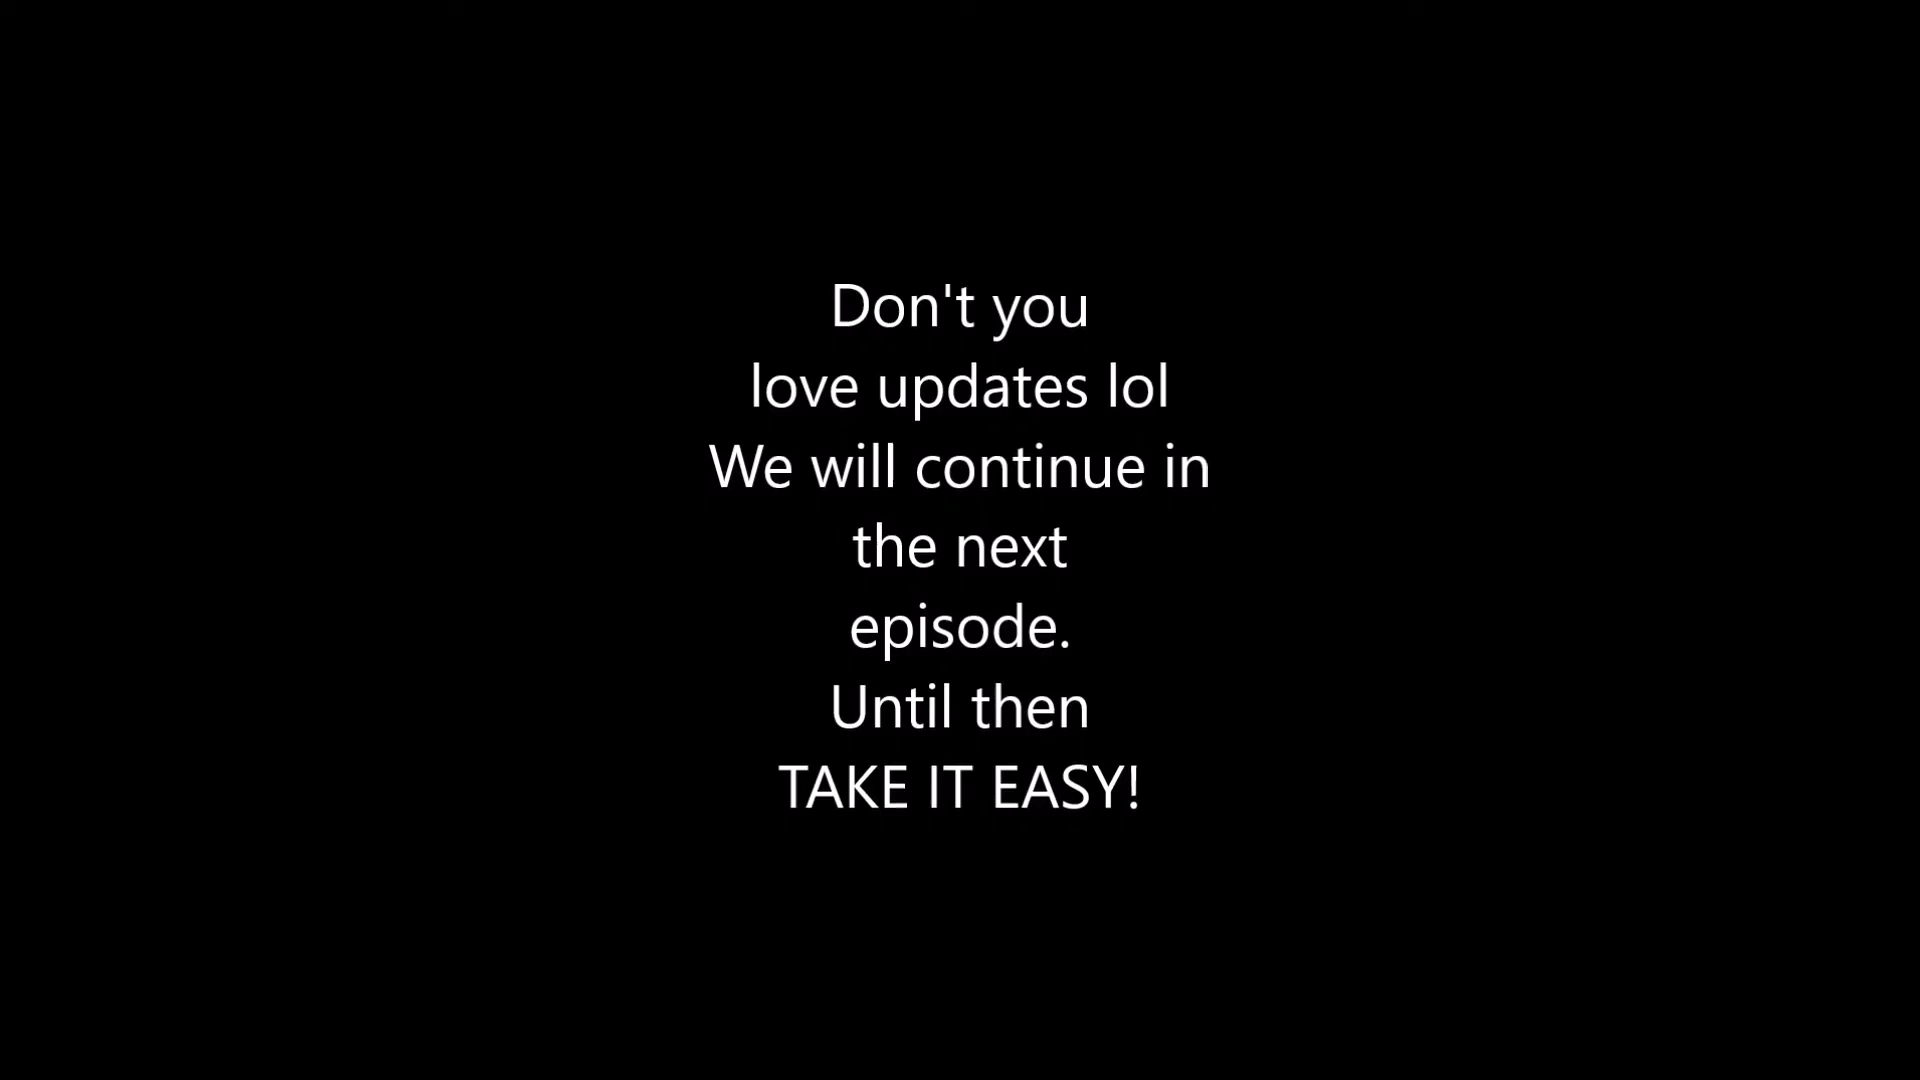 Don't you
love updates lol
We will continue in
the next
episode.
Until then
TAKE IT EASY!